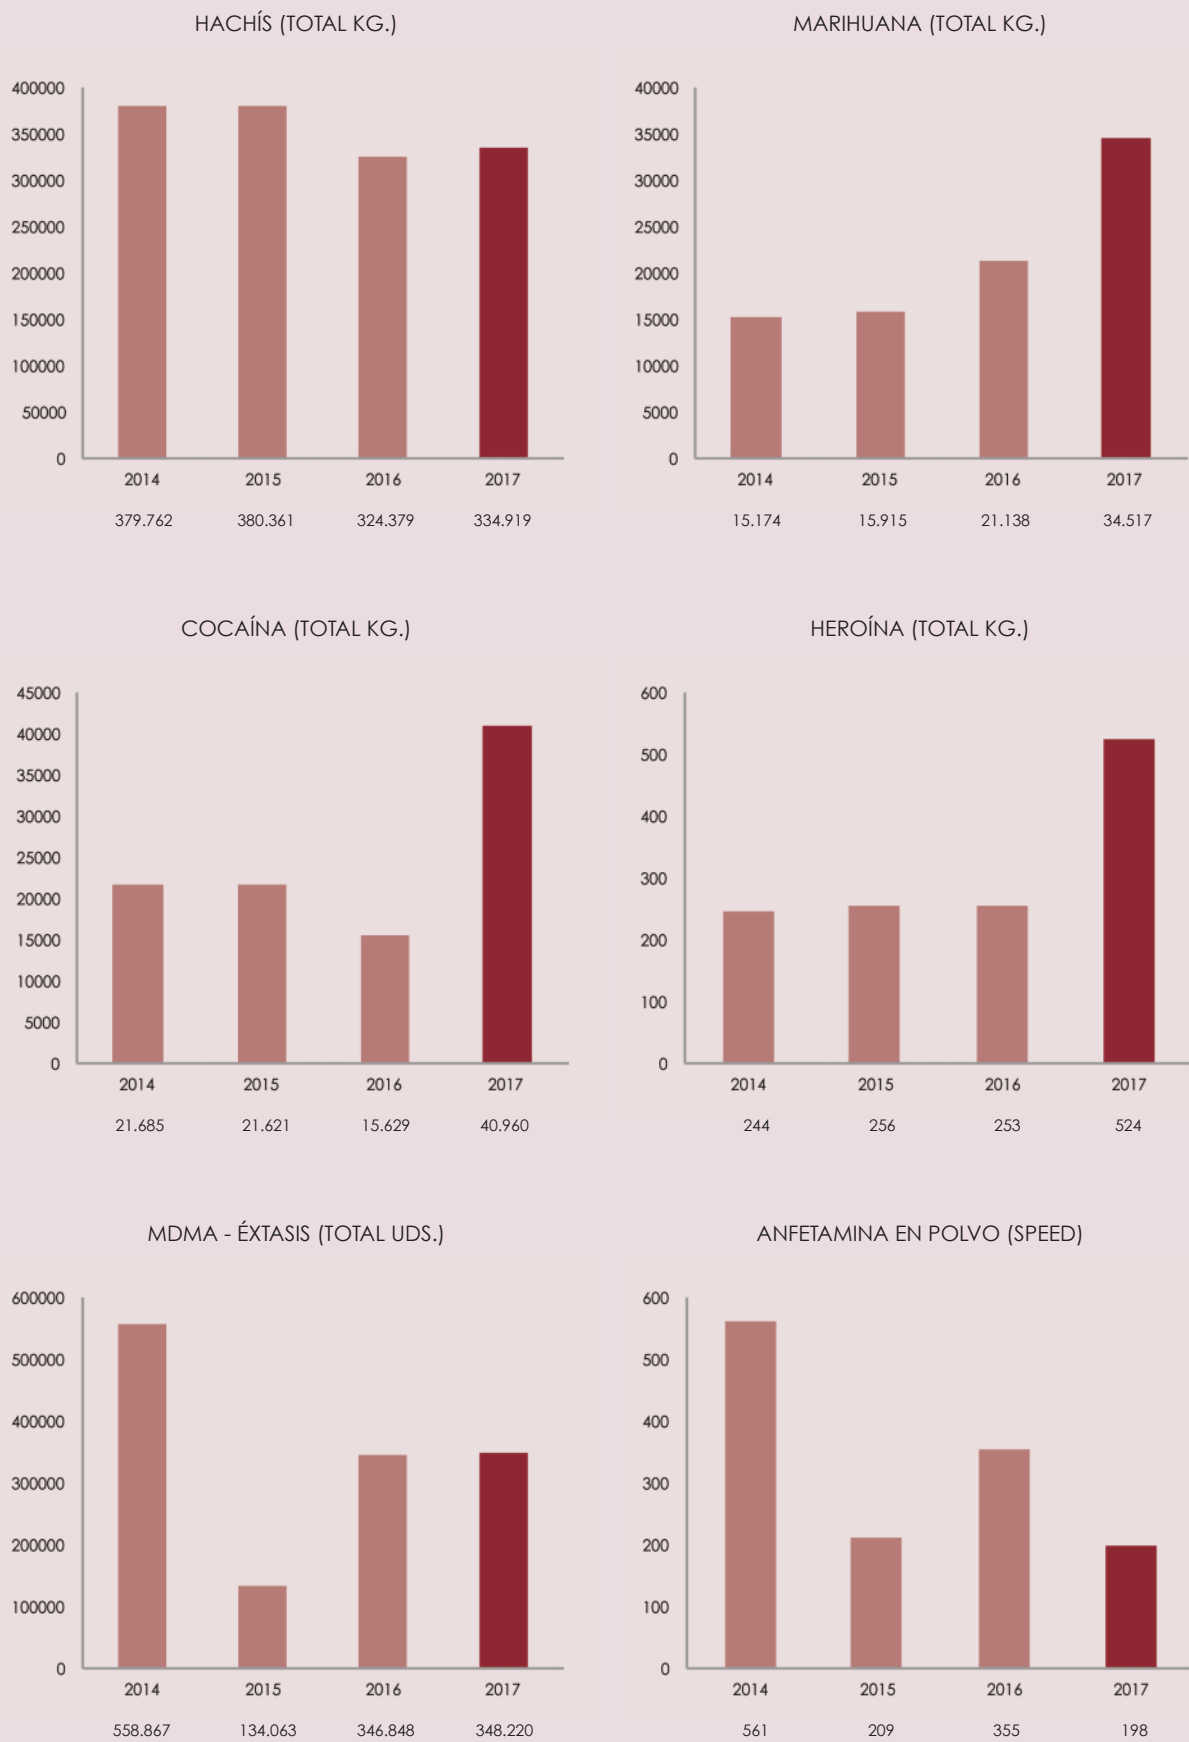 HACHÍS (TOTAL KG.)
400000
350000
300000
250000
200000
150000
100000
50000
0
2014 2015 2016 2017
379.762 380.361 324.379 334.919
MARIHUANA (TOTAL KG.)
40000
35000
30000
25000
20000
15000
10000
5000
0
2014 2015 2016 2017
15.174 15.915 21.138 34.517
COCAÍNA (TOTAL KG.)
45000
40000
35000
30000
25000
20000
15000
10000
5000
0
2014 2015 2016 2017
21.685 21.621 15.629 40.960
HEROÍNA (TOTAL KG.)
600
500
400
300
200
100
0
2014 2015 2016 2017
244 256 253 524
MDMA - ÉXTASIS (TOTAL UDS.)
600000
500000
400000
300000
200000
100000
0
2014 2015 2016 2017
558.867 134.063 346.848 348.220
ANFETAMINA EN POLVO (SPEED)
600
500
400
300
200
100
0
2014 2015 2016 2017
561 209 355 198